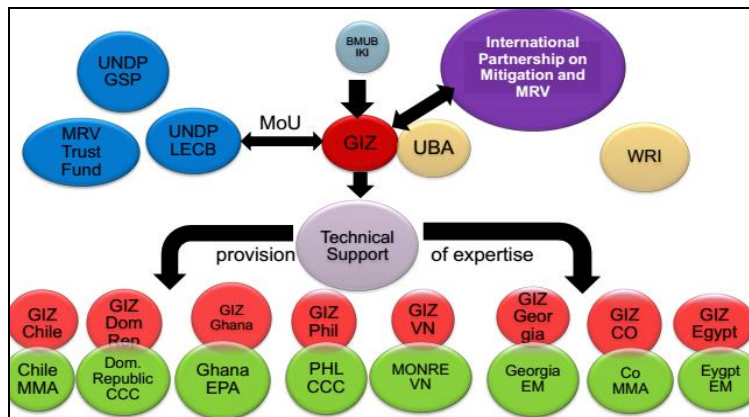 UNDP
GSP
BMUB
IKI
International
Partnership on
Mitigation and
MRV
MRV
Trust
Fund
UNDP
LECB
MoU
GIZ
UBA
WRI
provision
Technical
Support
of expertise
GIZ
Chile
GIZ
Dom
Rep
GIZ
Ghana
GIZ
Phil
GIZ
VN
GIZ
Geor
gia
GIZ
CO
GIZ
Egypt
Chile
MMA
Dom.
Republic
CCC
Ghana
EPA
PHL
CCC
MONRE
VN
Georgia
EM
Co
MMA
Eygpt
EM